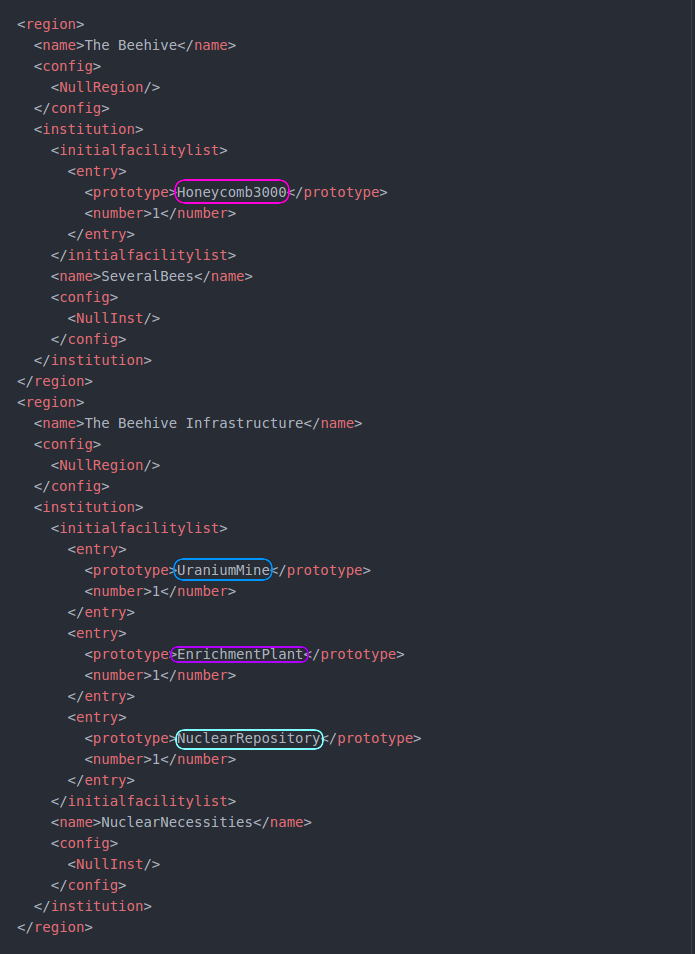 <region>
  <name>The Beehive</name>
  <config>
    <NullRegion/>
  </config>
  <institution>
    <initialfacilitylist>
      <entry>
        <prototype>Honeycomb3000</prototype>
        <number>1</number>
      </entry>
    </initialfacilitylist>
    <name>SeveralBees</name>
    <config>
      <NullInst/>
    </config>
  </institution>
</region>
<region>
  <name>The Beehive Infrastructure</name>
  <config>
    <NullRegion/>
  </config>
  <institution>
    <initialfacilitylist>
      <entry>
        <prototype>UraniumMine</prototype>
        <number>1</number>
      </entry>
      <entry>
        <prototype>EnrichmentPlant</prototype>
        <number>1</number>
      </entry>
      <entry>
        <prototype>NuclearRepository</prototype>
        <number>1</number>
      </entry>
    </initialfacilitylist>
    <name>NuclearNecessities</name>
    <config>
      <NullInst/>
    </config>
  </institution>
</region>